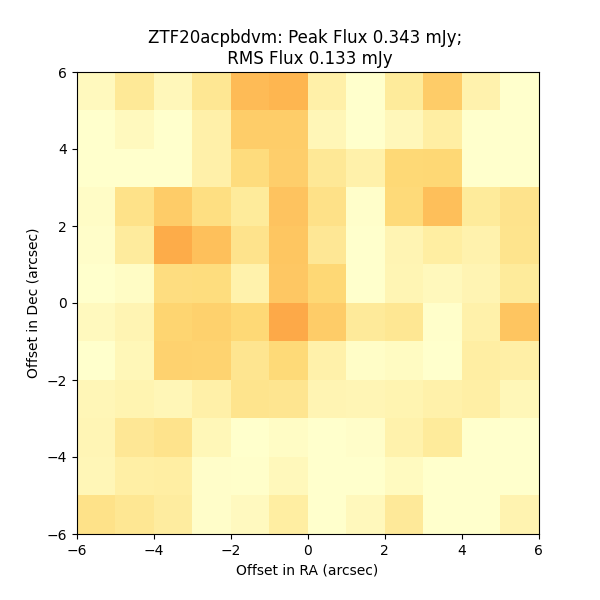 ZTF20acpbdvm: Peak Flux 0.343 mJy;
RMS Flux 0.133 mJy
6
4
2
0
−2
−4
−6
Offset in Dec (arcsec)
−6 −4 −2 0 2 4 6
Offset in RA (arcsec)